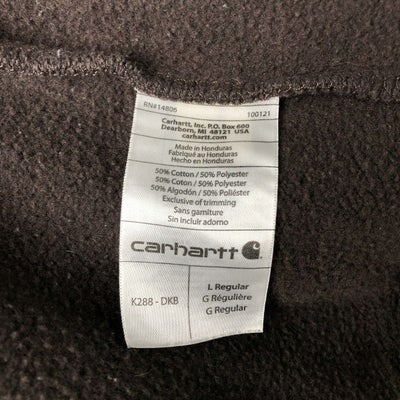 RN#14806 100121
Carhartt, Inc. P.O. Box 600
Dearborn, MI 48121 USA
carhartt.com
Made in Honduras
Fabriqué au Honduras
Hecho en Honduras
50% Cotton / 50% Polyester
50% Coton / 50% Polyester
50% Algodón / 50% Poliéster
Exclusive of trimming
Sans garniture
Sin incluir adorno
carhartt
K288 - DKB
L Regular
G Régulière
G Regular